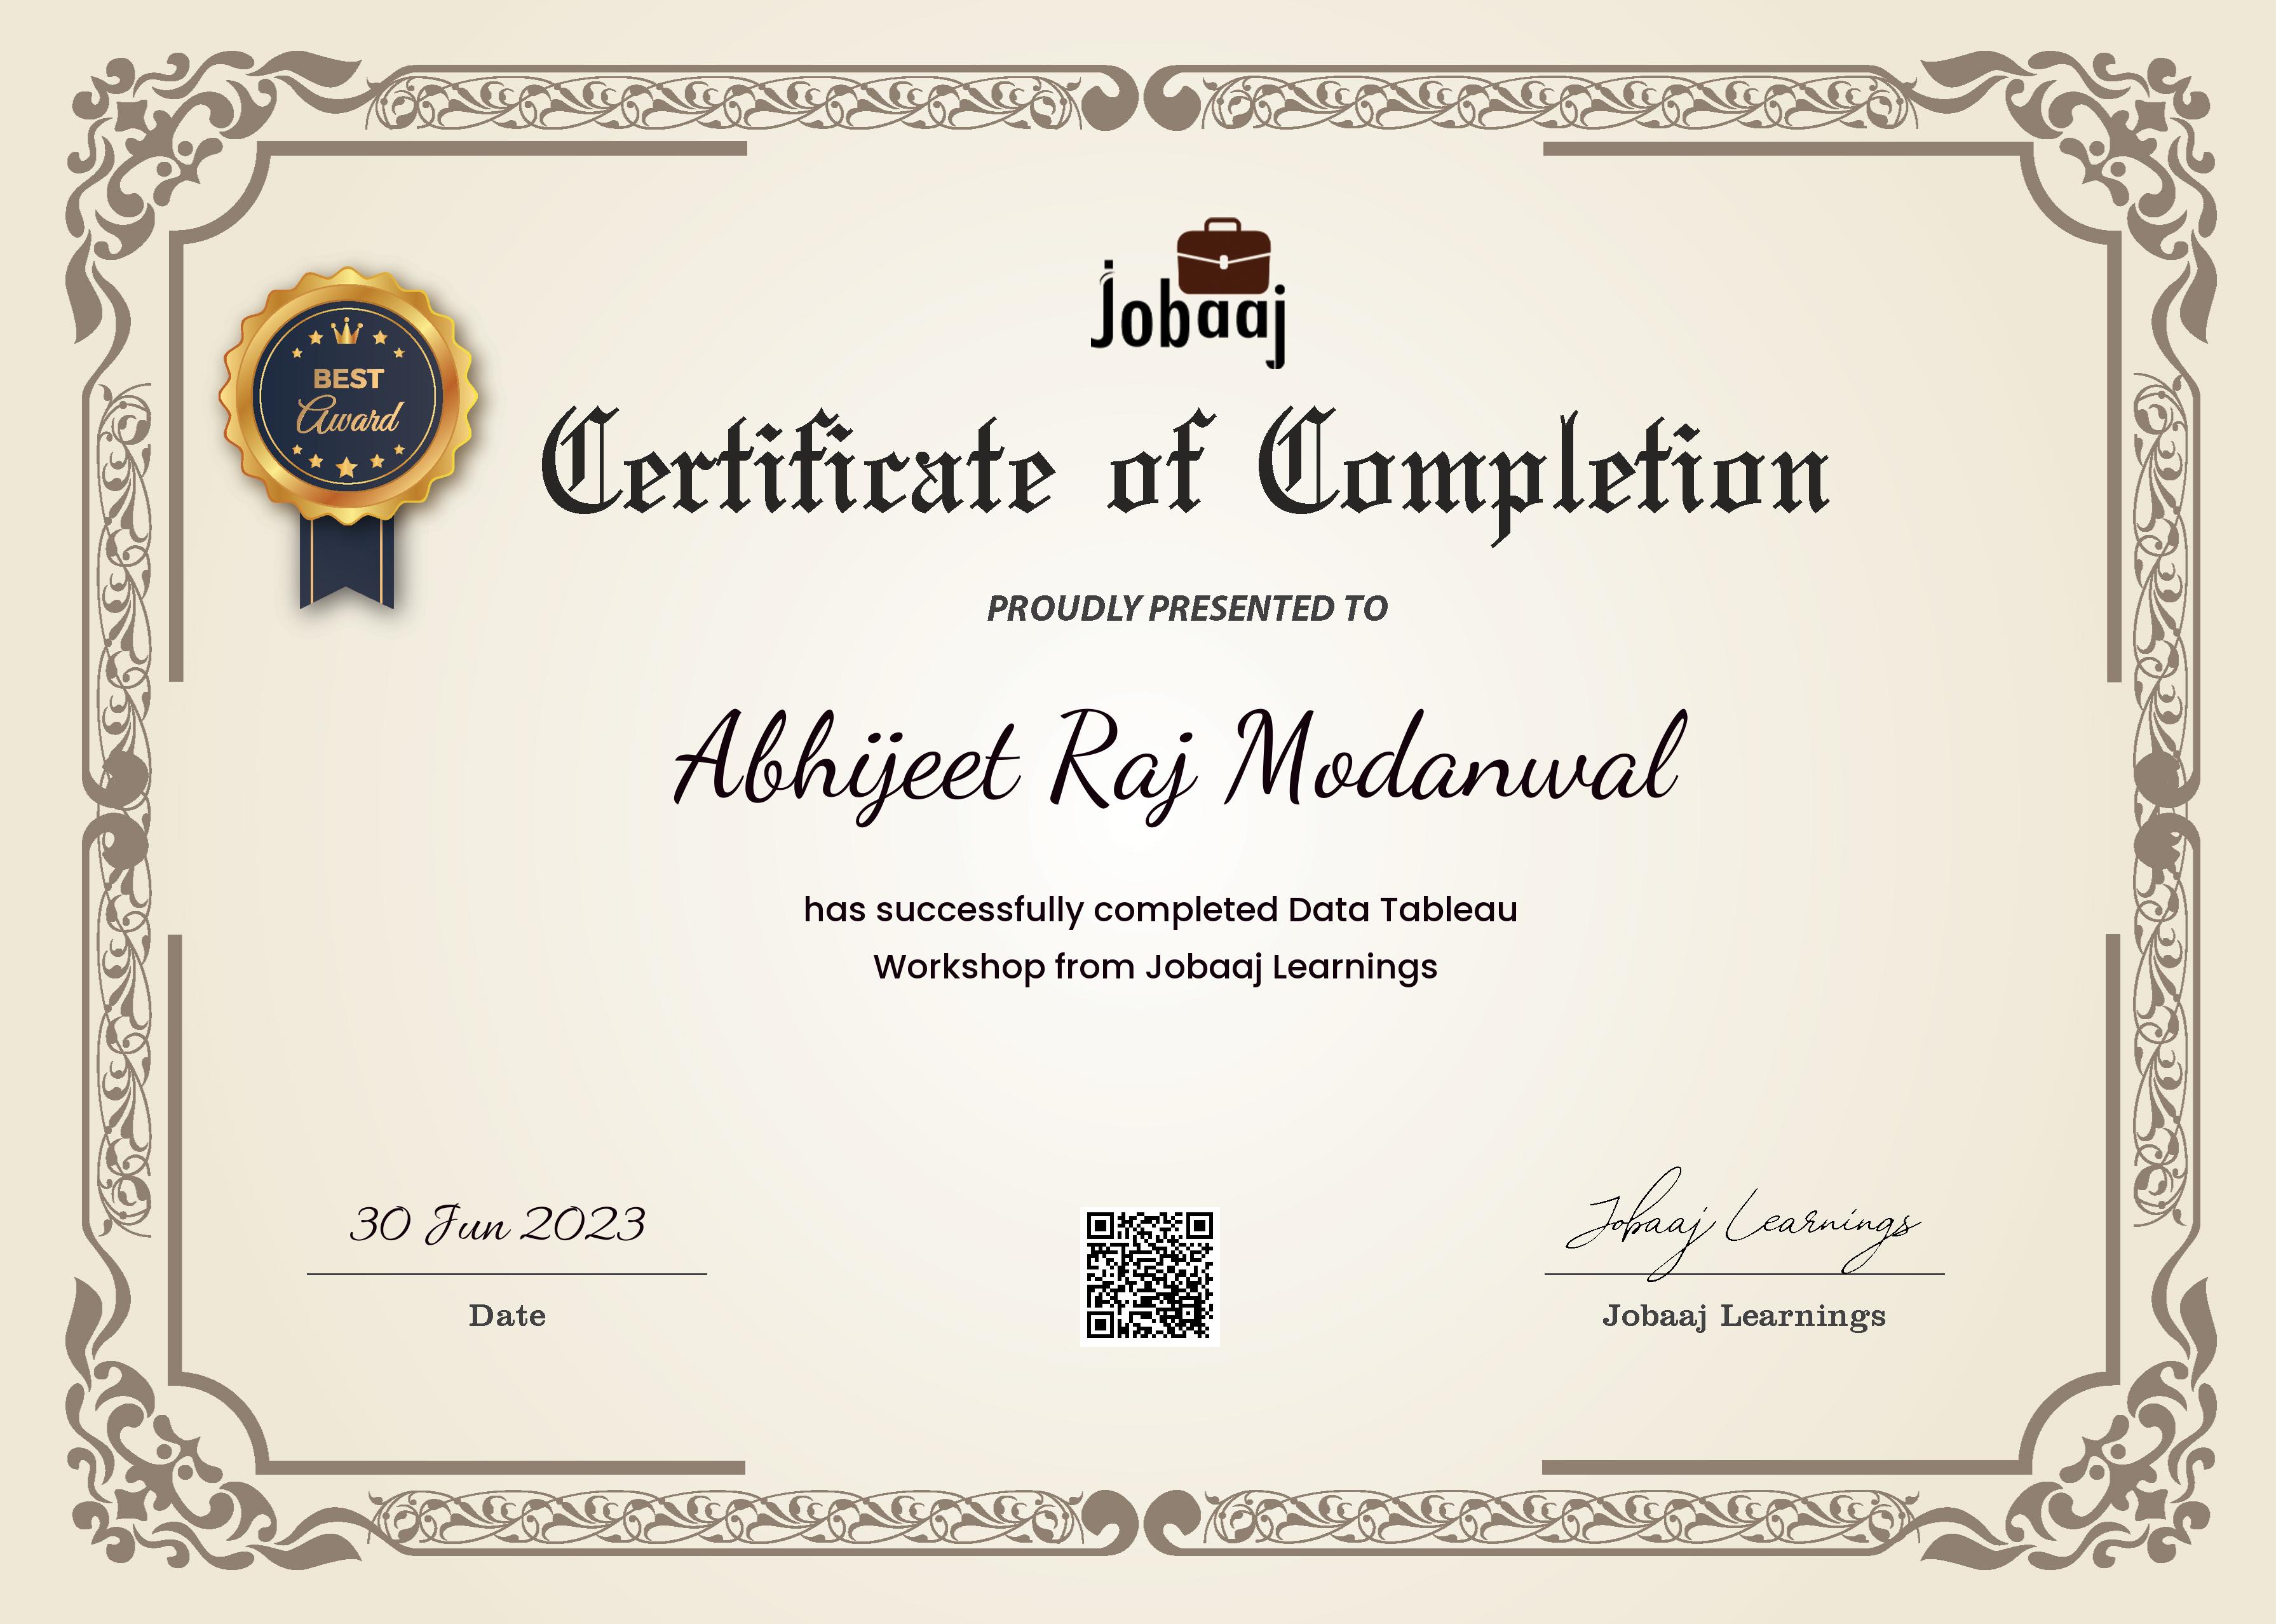 Jobaaj
BEST
Award
Certificate of Completion
PROUDLY PRESENTED TO
Abhijeet Raj Modanwal
has successfully completed Data Tableau
Workshop from Jobaaj Learnings
30 Jun 2023
Date
Jobaaj Learnings
Jobaaj Learnings